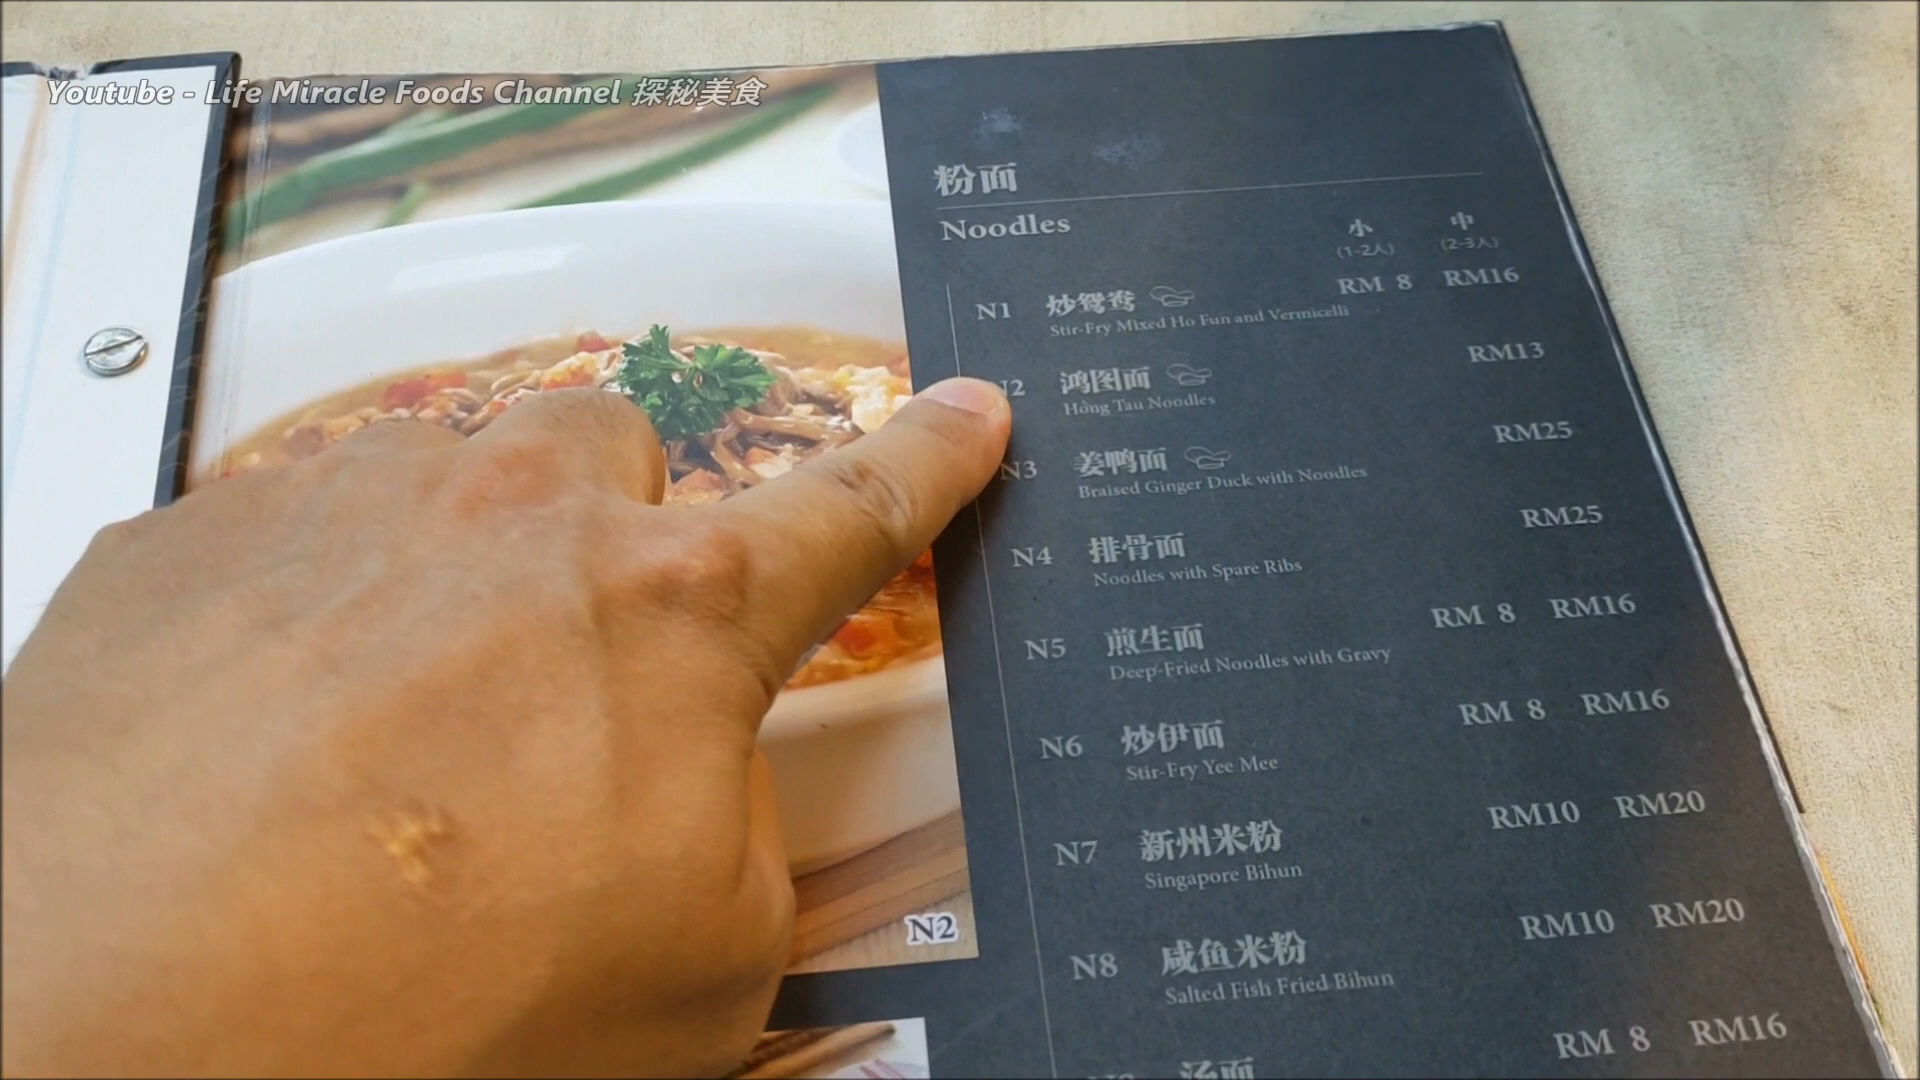 Youtube - Life Miracle Foods Channel 探秘美食
粉面
Noodles
小 中
(1-2人) (2-3人)
N1 炒鸳鸯 RM 8 RM16
Stir-Fry Mixed Ho Fun and Vermicelli
N2 鸿图面 RM13
Hong Tau Noodles
N3 姜鸭面 RM25
Braised Ginger Duck with Noodles
N4 排骨面 RM25
Noodles with Spare Ribs
N5 煎生面 RM 8 RM16
Deep-Fried Noodles with Gravy
N6 炒伊面 RM 8 RM16
Stir-Fry Yee Mee
N7 新州米粉 RM10 RM20
Singapore Bihun
N8 咸鱼米粉 RM10 RM20
Salted Fish Fried Bihun
汤面 RM 8 RM16
N2